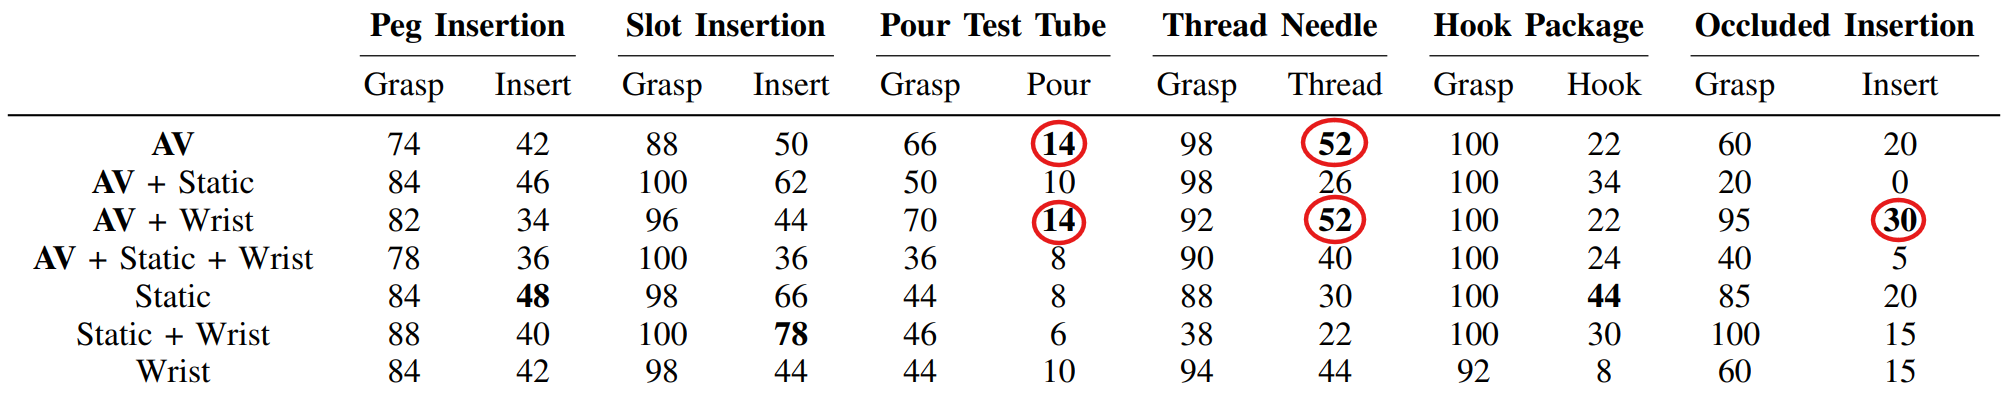 Peg Insertion Slot Insertion Pour Test Tube Thread Needle Hook Package Occluded Insertion
Grasp Insert Grasp Insert Grasp Pour Grasp Thread Grasp Hook Grasp Insert
AV 74 42 88 50 66 14 98 52 100 22 60 20
AV + Static 84 46 100 62 50 10 98 26 100 34 20 0
AV + Wrist 82 34 96 44 70 14 92 52 100 22 95 30
AV + Static + Wrist 78 36 100 36 36 8 90 40 100 24 40 5
Static 84 48 98 66 44 8 88 30 100 44 85 20
Static + Wrist 88 40 100 78 46 6 38 22 100 30 100 15
Wrist 84 42 98 44 44 10 94 44 92 8 60 15